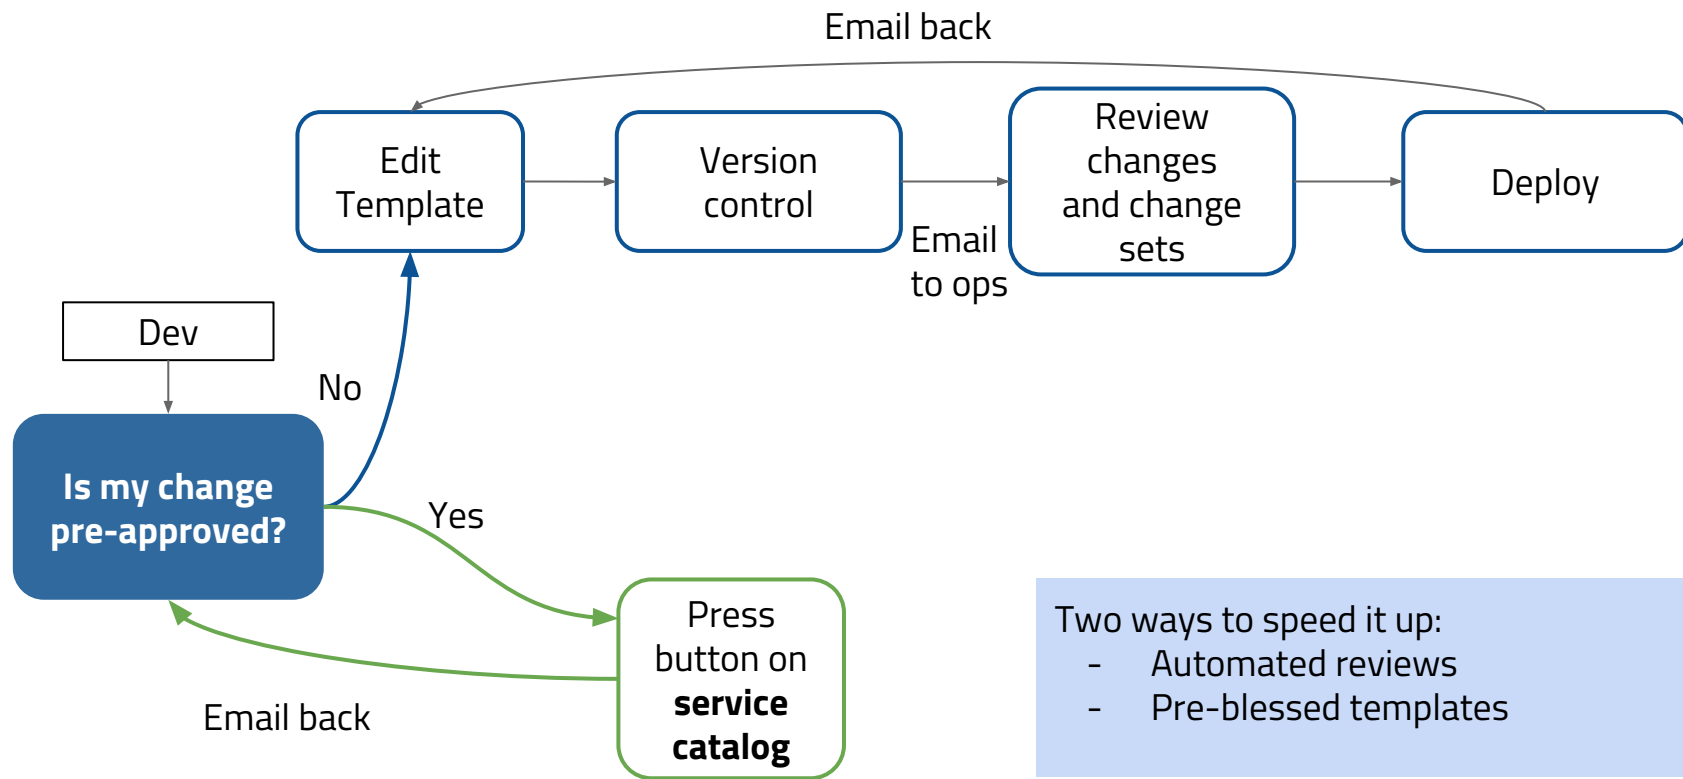 Email back
Edit
Template
Version
control
Email
to ops
Review
changes
and change
sets
Deploy
Dev
No
Is my change
pre-approved?
Yes
Press
button on
service
catalog
Email back
Two ways to speed it up:
- Automated reviews
- Pre-blessed templates